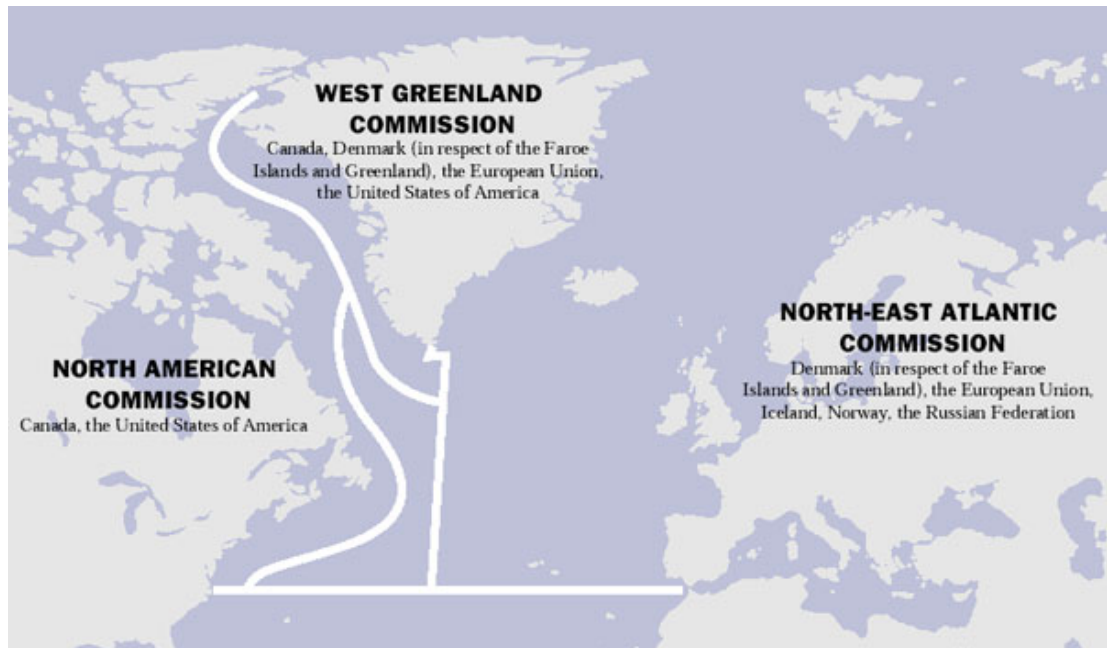 WEST GREENLAND
COMMISSION
Canada, Denmark (in respect of the Faroe
Islands and Greenland), the European Union,
the United States of America
NORTH-EAST ATLANTIC
COMMISSION
Denmark (in respect of the Faroe
Islands and Greenland), the European Union,
Iceland, Norway, the Russian Federation
NORTH AMERICAN
COMMISSION
Canada, the United States of America